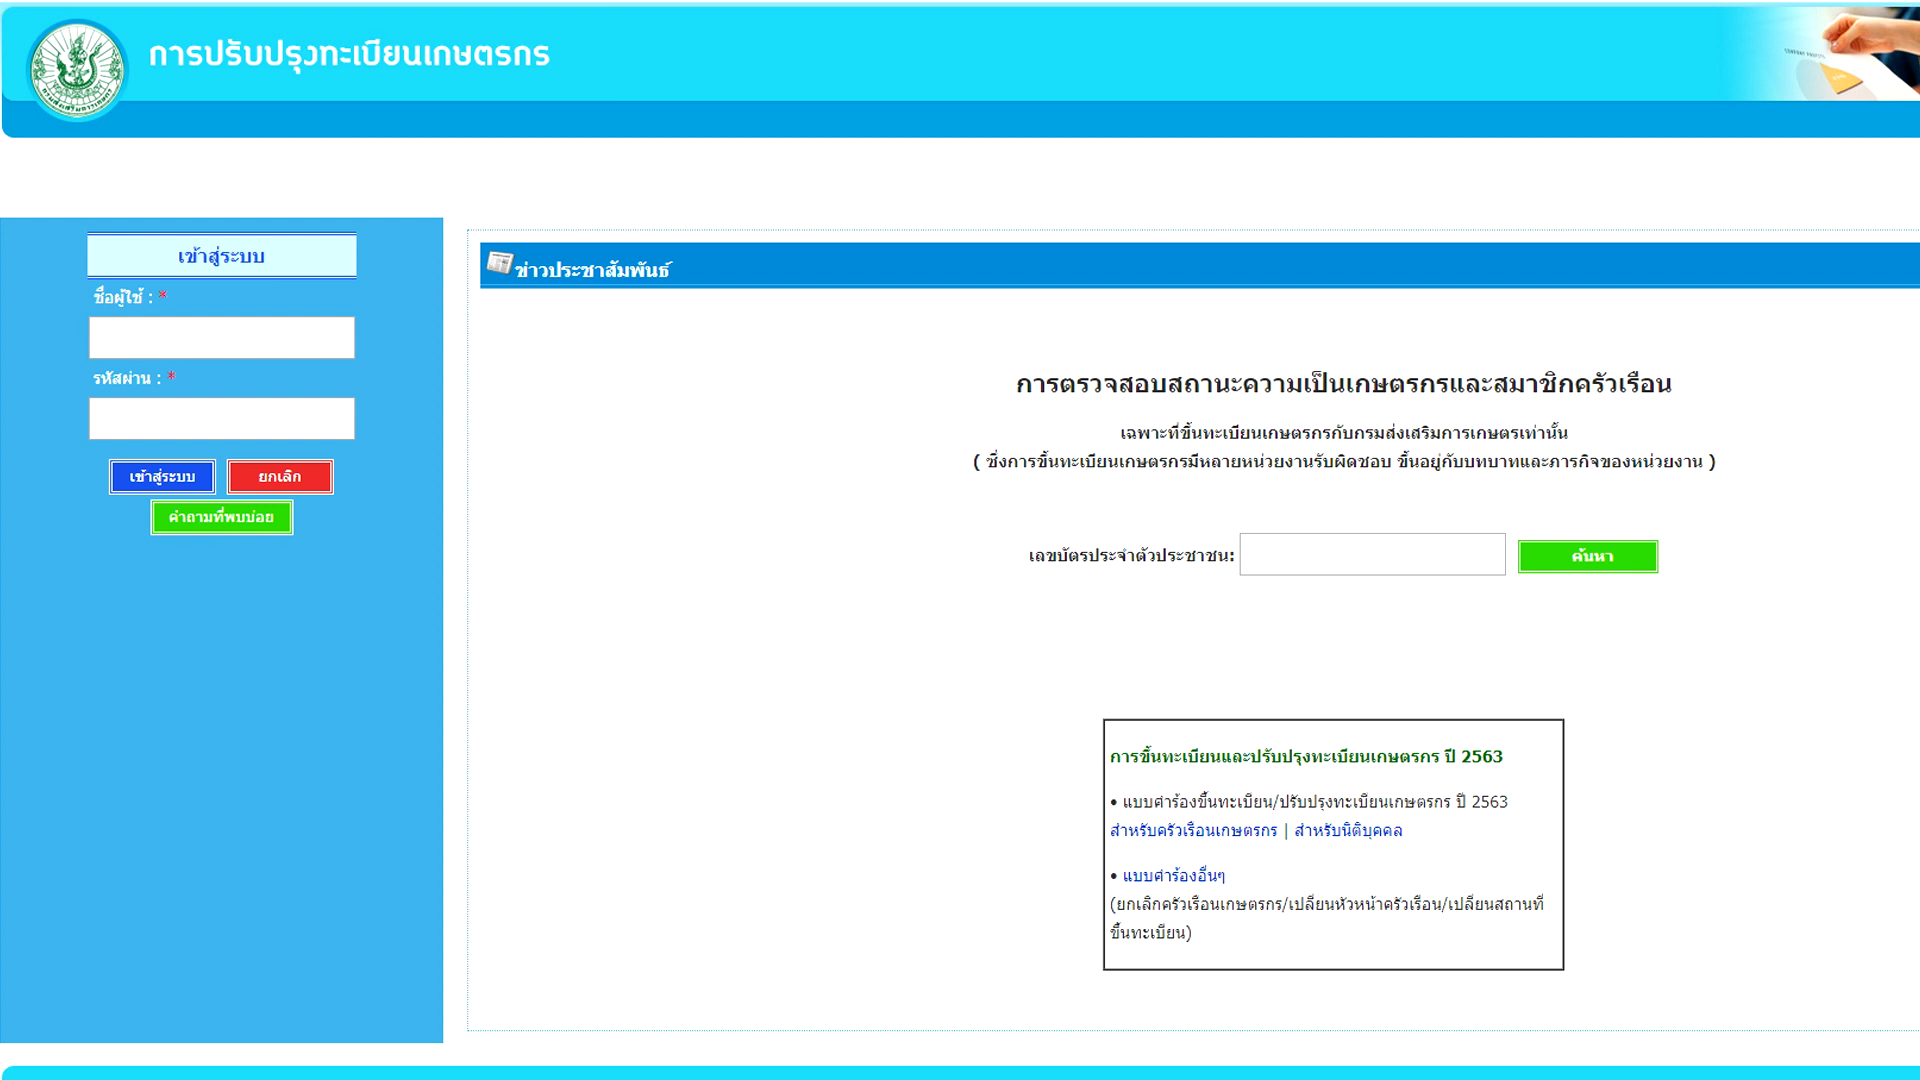 การปรับปรุงทะเบียนเกษตรกร
เข้าสู่ระบบ
ชื่อผู้ใช้ : *
รหัสผ่าน : *
เข้าสู่ระบบ ยกเลิก
คำถามที่พบบ่อย
ข่าวประชาสัมพันธ์
การตรวจสอบสถานะความเป็นเกษตรกรและสมาชิกครัวเรือน
เฉพาะที่ขึ้นทะเบียนเกษตรกรกับกรมส่งเสริมการเกษตรเท่านั้น
( ซึ่งการขึ้นทะเบียนเกษตรกรมีหลายหน่วยงานรับผิดชอบ ขึ้นอยู่กับบทบาทและภารกิจของหน่วยงาน )
เลขบัตรประจำตัวประชาชน: ค้นหา
การขึ้นทะเบียนและปรับปรุงทะเบียนเกษตรกร ปี 2563
• แบบคำร้องขึ้นทะเบียน/ปรับปรุงทะเบียนเกษตรกร ปี 2563
สำหรับครัวเรือนเกษตรกร | สำหรับนิติบุคคล
• แบบคำร้องอื่นๆ
(ยกเลิกครัวเรือนเกษตรกร/เปลี่ยนหัวหน้าครัวเรือน/เปลี่ยนสถานที่
ขึ้นทะเบียน)